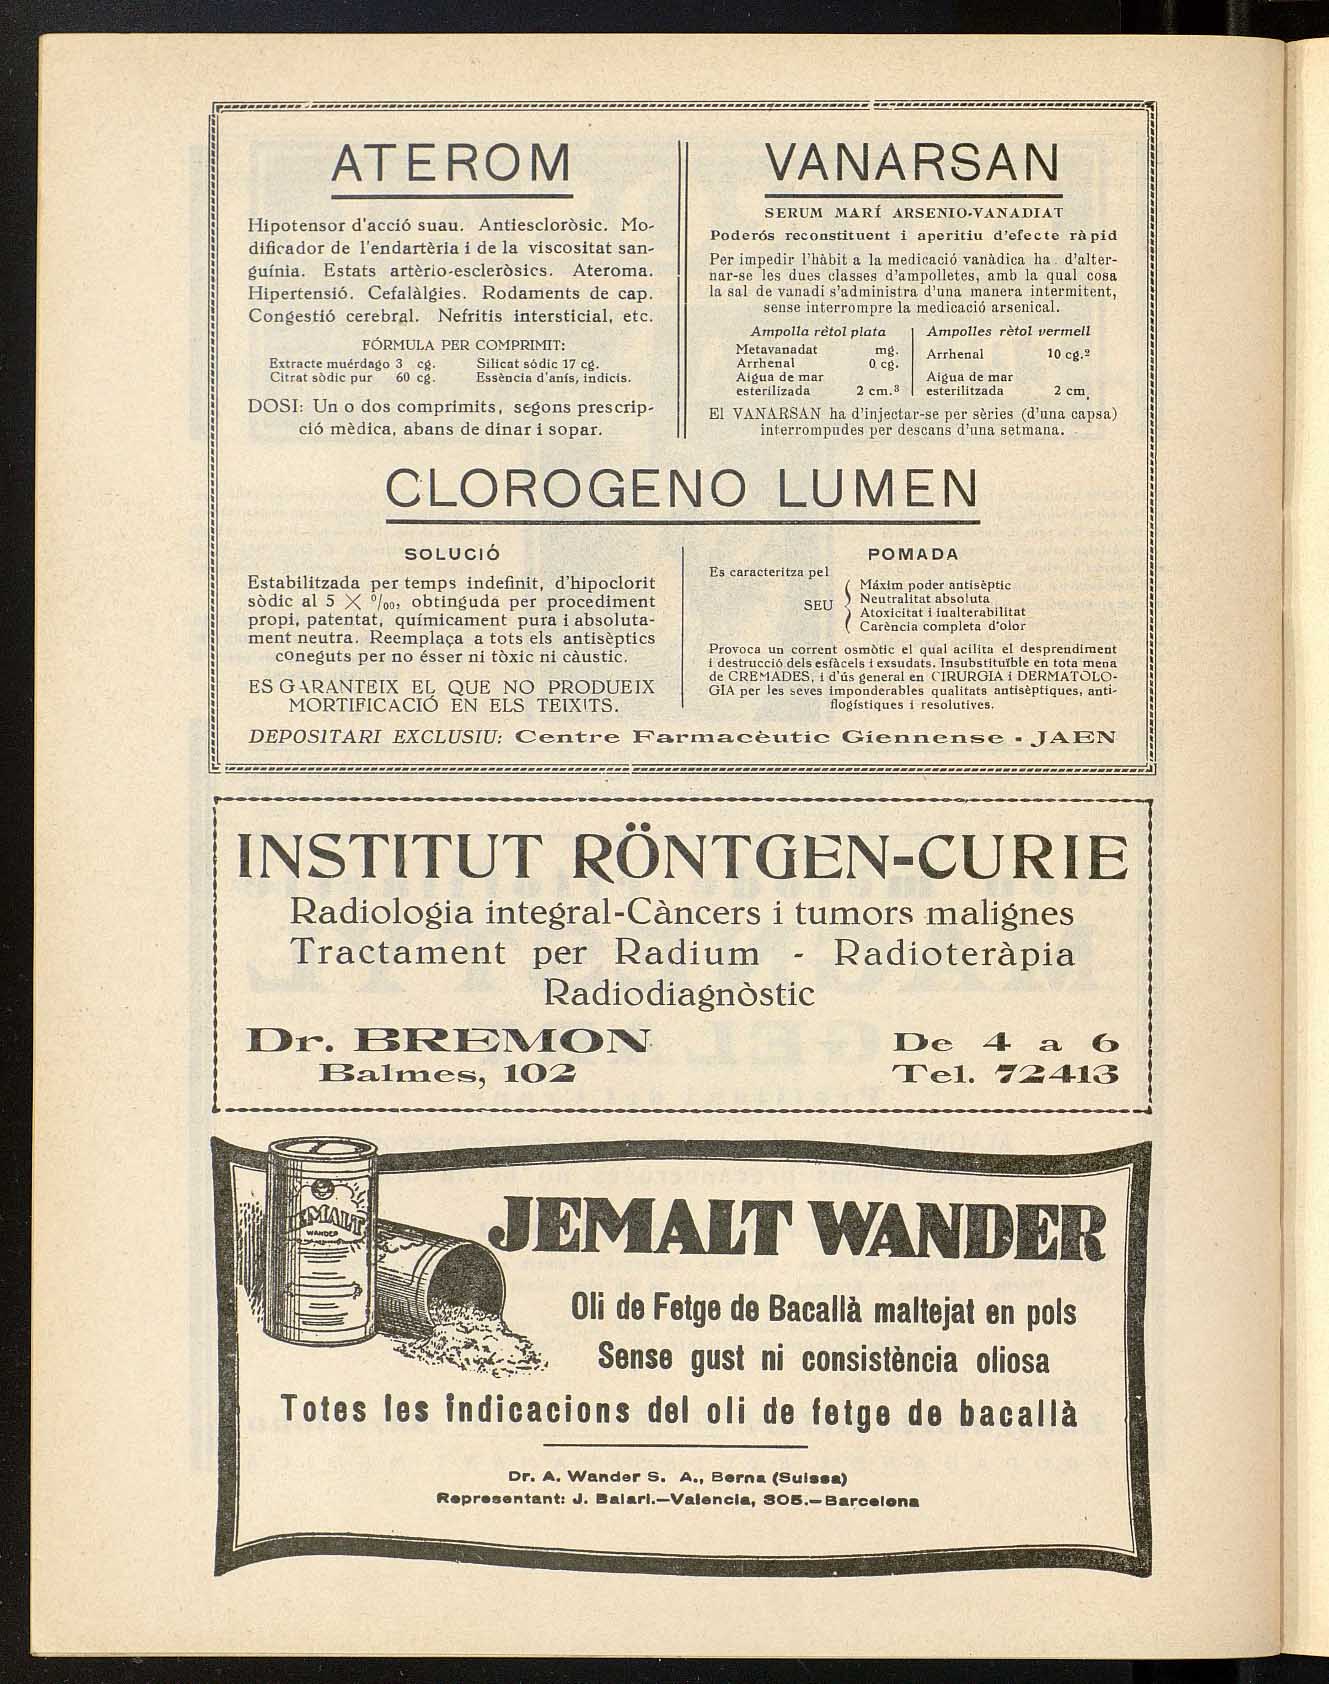 ATEROM
Hipotensor d'acció suau. Antiescloròsic. Mo-
dificador de l'endartèria i de la viscositat san-
guínia. Estats artèrio-escleròsics. Ateroma.
Hipertensió. Cefalàlgies. Rodaments de cap.
Congestió cerebral. Nefritis intersticial, etc.
FÓRMULA PER COMPRIMIT:
Extracte muérdago 3 cg. Silicat sòdic 17 cg.
Citrat sòdic pur 60 cg. Essència d'anís, indicis.
DOSI: Un o dos comprimits, segons prescrip-
ció mèdica, abans de dinar i sopar.
VANARSAN
SERUM MARÍ ARSENIO-VANADIAT
Poderós reconstituent i aperitiu d'efecte ràpid
Per impedir l'hàbit a la medicació vanàdica ha d'alter-
nar-se les dues classes d'ampolletes, amb la qual cosa
la sal de vanadi s'administra d'una manera intermitent,
sense interrompre la medicació arsenical.
Ampolla rètol plata
Metavanadat mg.
Arrhenal 0 cg.
Aigua de mar
esterilizada 2 cm.³
Ampolles rètol vermell
Arrhenal 10 cg.º
Aigua de mar
esterilitzada 2 cm.
El VANARSAN ha d'injectar-se per sèries (d'una capsa)
interrompudes per descans d'una setmana.
CLOROGENO LUMEN
SOLUCIÓ
Estabilitzada per temps indefinit, d'hipoclorit
sòdic al 5 X º/₀₀, obtinguda per procediment
propi, patentat, químicament pura i absoluta-
ment neutra. Reemplaça a tots els antisèptics
coneguts per no ésser ni tòxic ni càustic.
ES GARANTEIX EL QUE NO PRODUEIX
MORTIFICACIÓ EN ELS TEIXITS.
POMADA
Es caracteritza pel
SEU
Máxim poder antisèptic
Neutralitat absoluta
Atoxicitat i inalterabilitat
Carència completa d'olor
Provoca un corrent osmòtic el qual acilita el desprendiment
i destrucció dels esfàcels i exsudats. Insubstituïble en tota mena
de CREMADES, i d'ús general en CIRURGIA i DERMATOLO-
GIA per les seves imponderables qualitats antisèptiques, anti-
flogístiques i resolutives.
DEPOSITARI EXCLUSIU: Centre Farmacèutic Giennense - JAEN
INSTITUT RÖNTGEN-CURIE
Radiologia integral-Càncers i tumors malignes
Tractament per Radium - Radioteràpia
Radiodiagnòstic
Dr. BREMON De 4 a 6
Balmes, 102 Tel. 72413
JEMALT
WANDER
JEMALT WANDER
Oli de Fetge de Bacallà maltejat en pols
Sense gust ni consistència oliosa
Totes les indicacions del oli de fetge de bacallà
Dr. A. Wander S. A., Berna (Suissa)
Representant: J. Balari.—Valencia, 305.—Barcelona